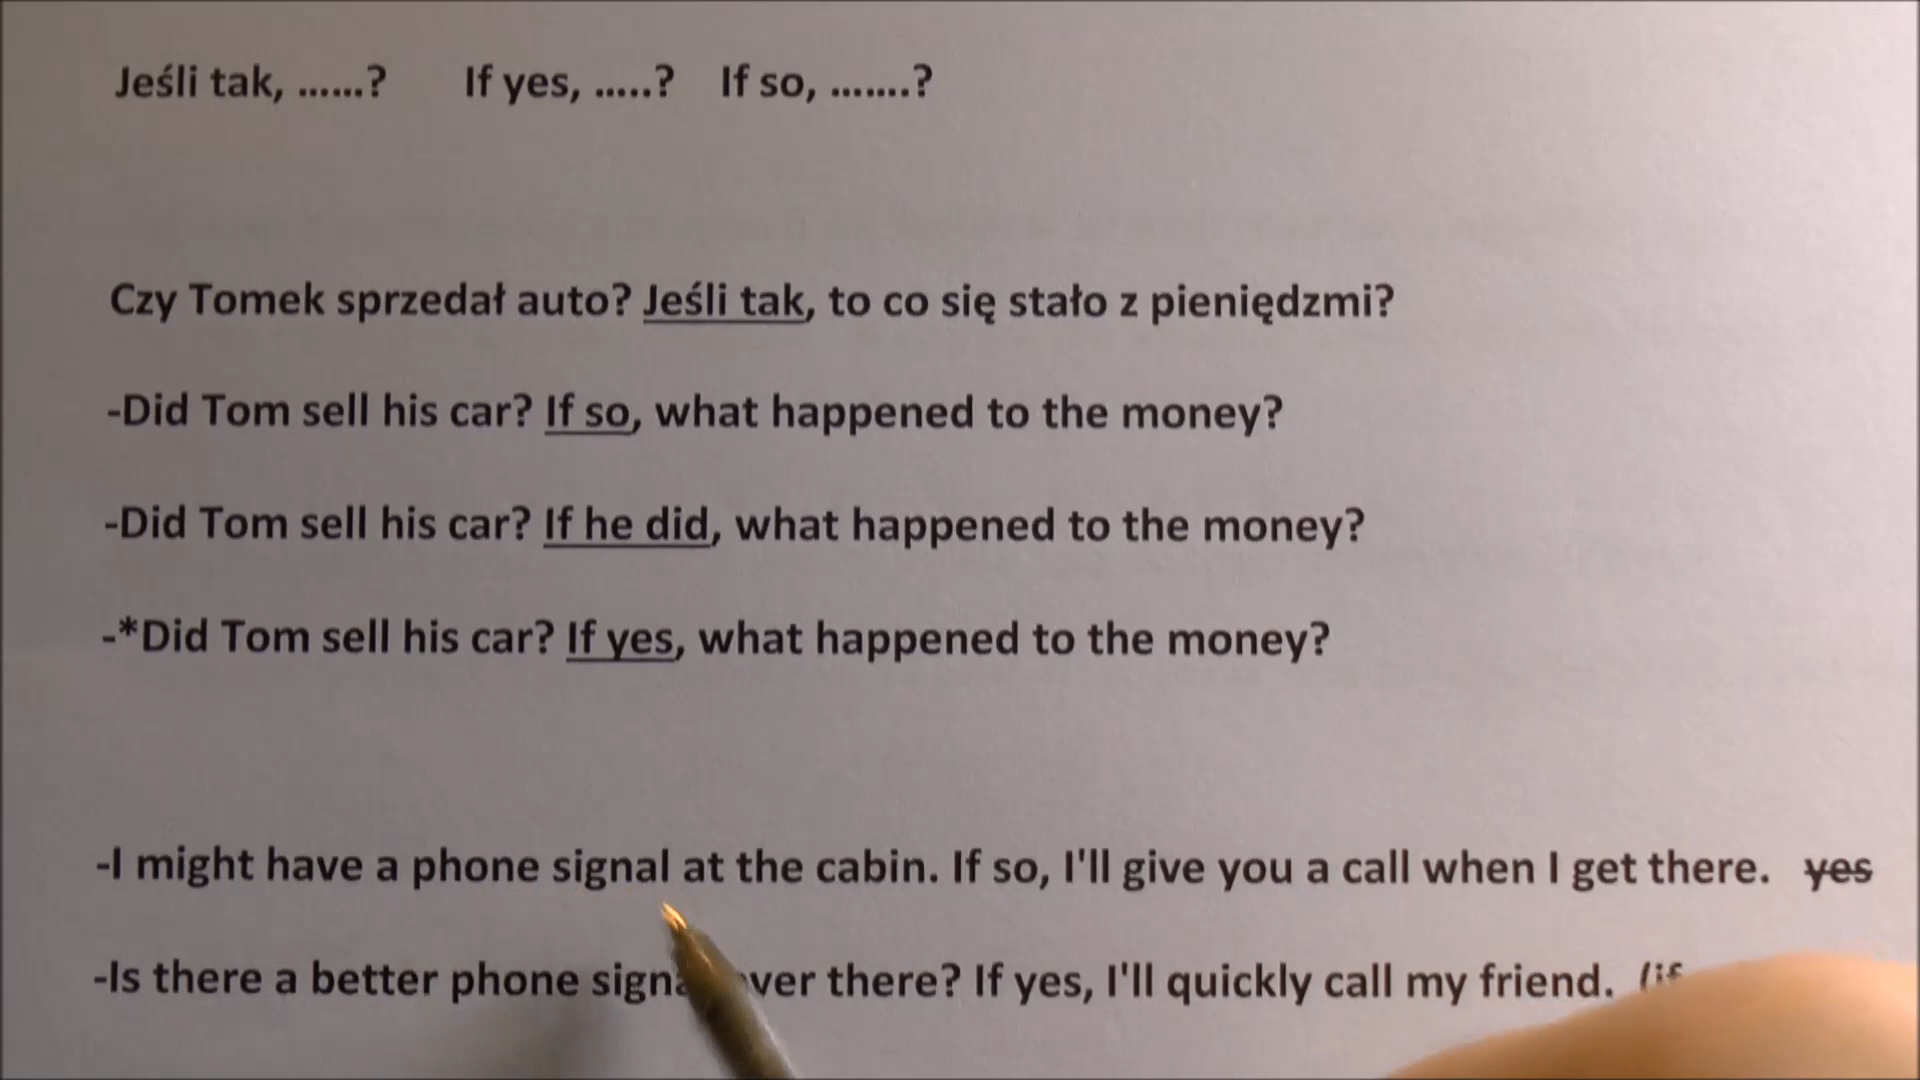 Jeśli tak, ......? If yes, .....? If so, .......?
Czy Tomek sprzedał auto? Jeśli tak, to co się stało z pieniędzmi?
-Did Tom sell his car? If so, what happened to the money?
-Did Tom sell his car? If he did, what happened to the money?
-*Did Tom sell his car? If yes, what happened to the money?
-I might have a phone signal at the cabin. If so, I'll give you a call when I get there. yes
-Is there a better phone there? If yes, I'll quickly call my friend.